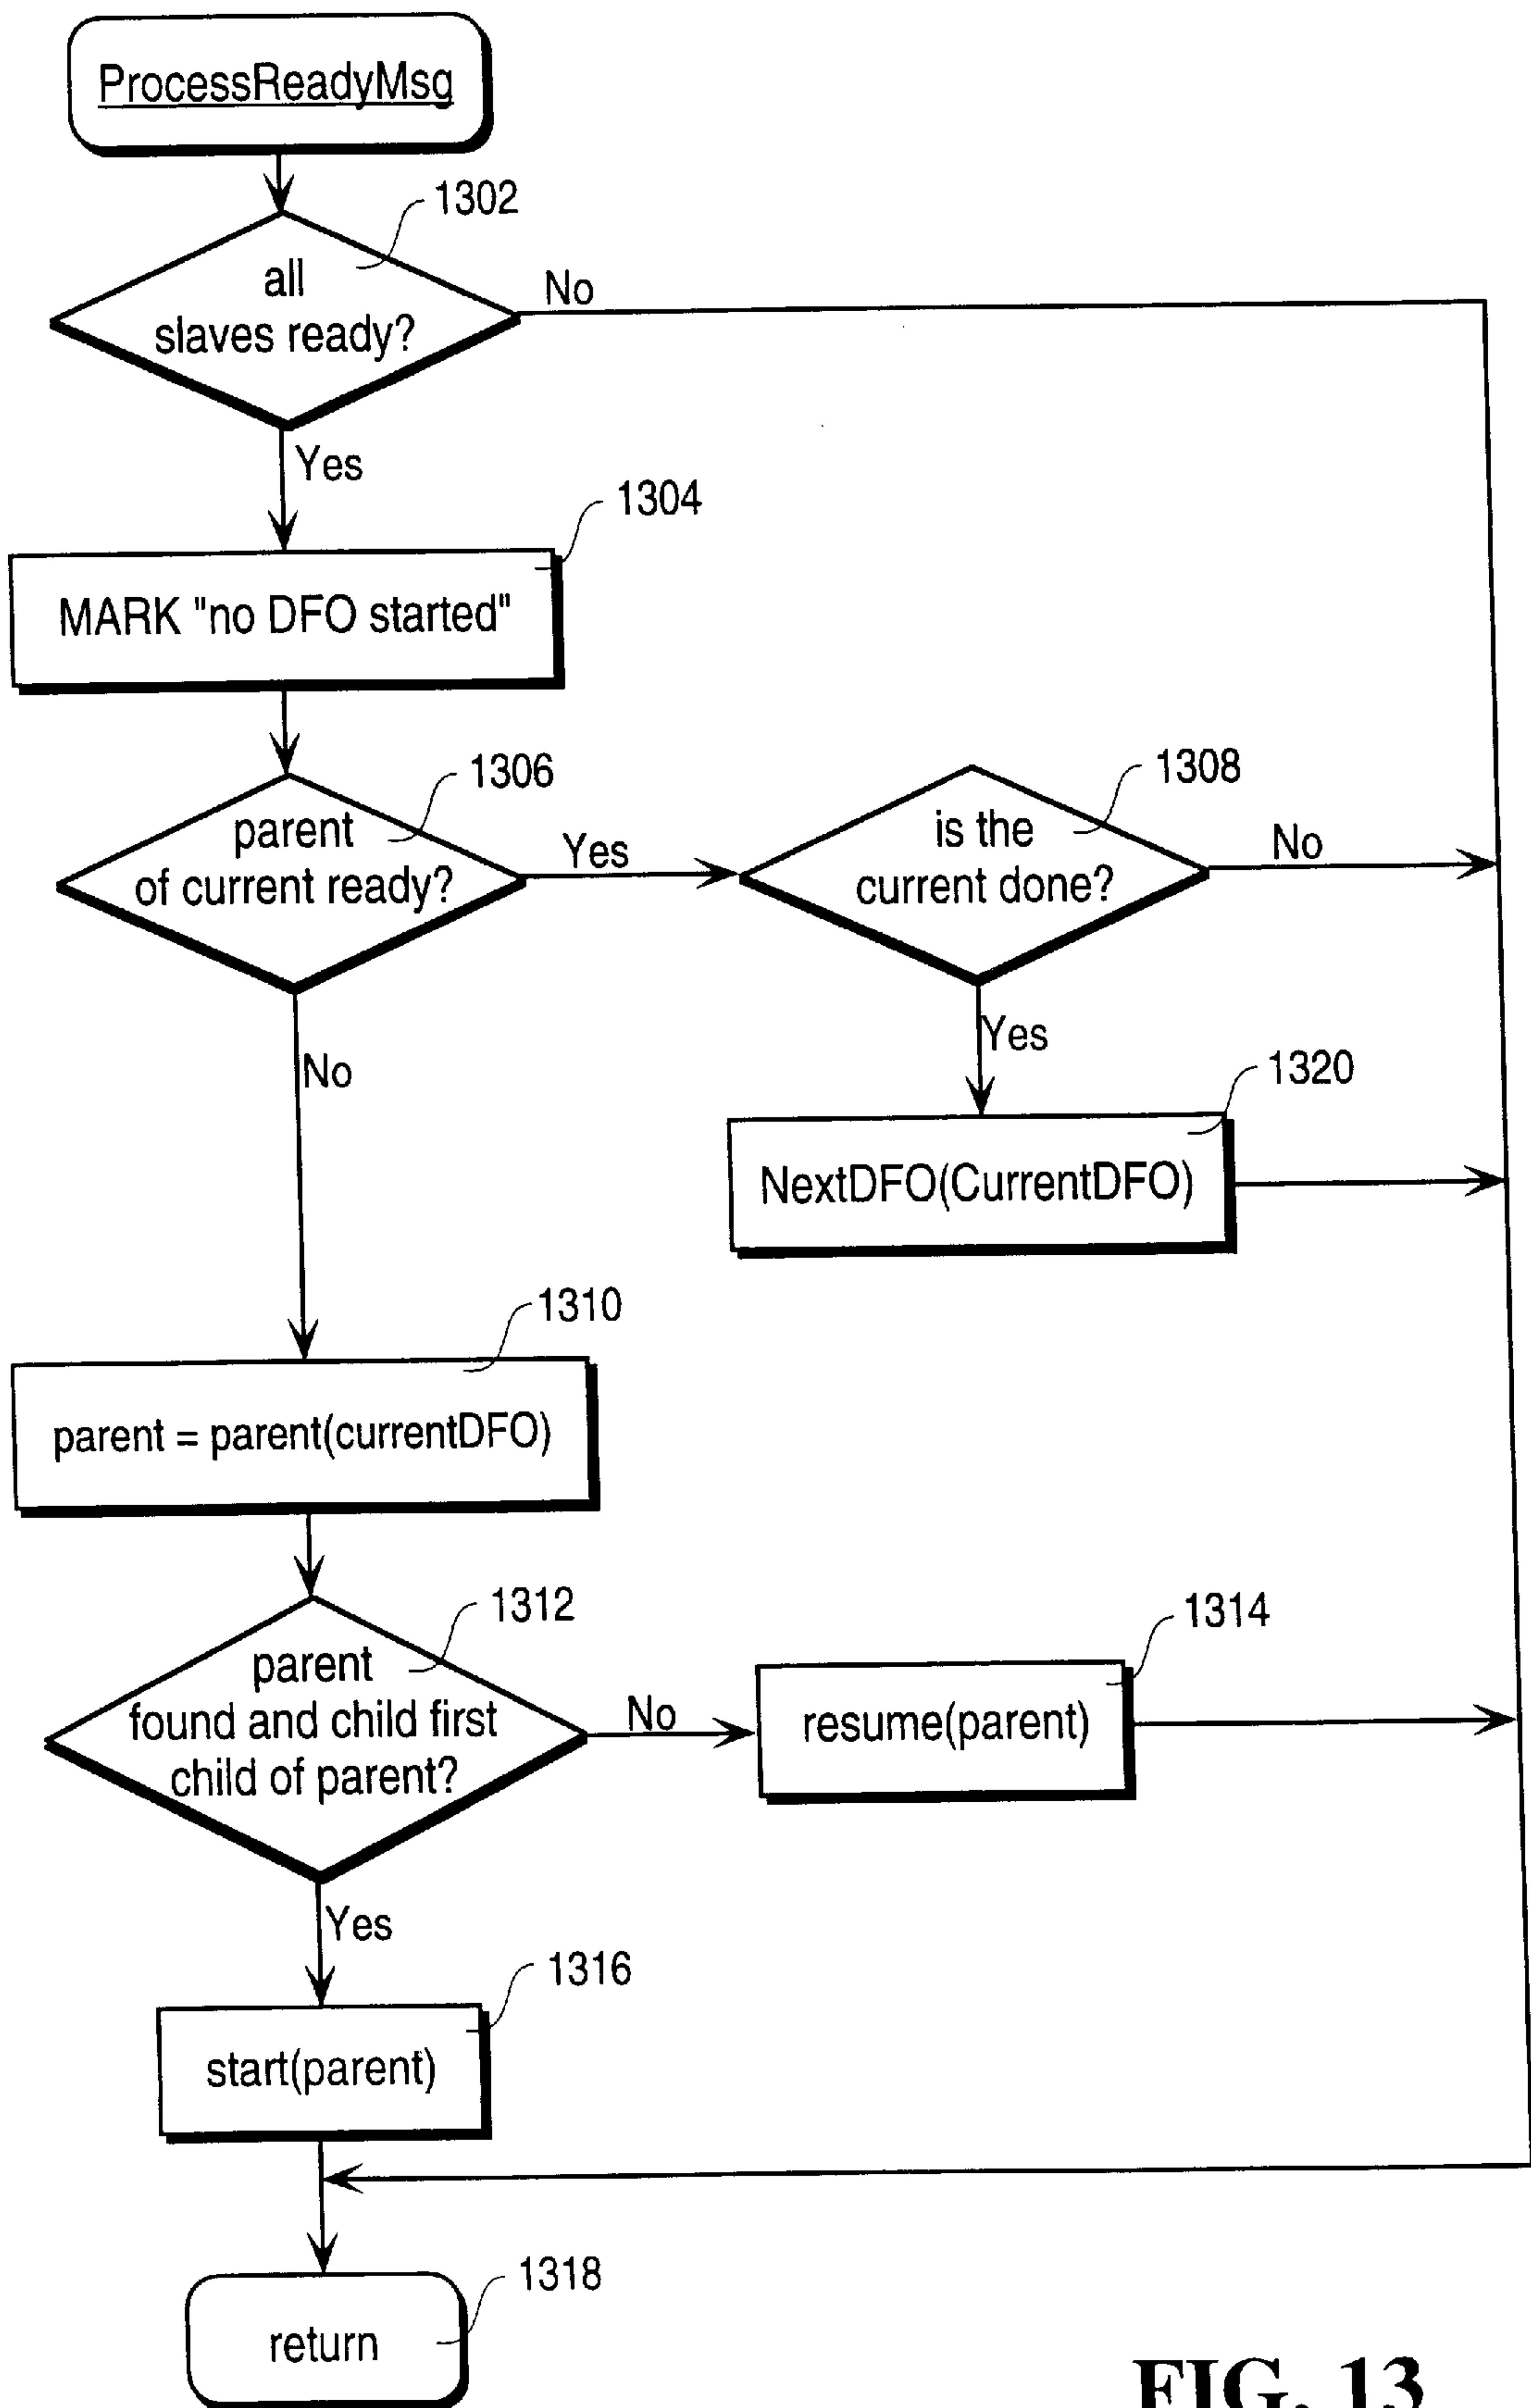 ProcessReadyMsg
1302
all
slaves ready?
No
Yes
1304
MARK "no DFO started"
1306
parent
of current ready?
Yes
1308
is the
current done?
No
Yes
No
1320
NextDFO(CurrentDFO)
1310
parent = parent(currentDFO)
1312
parent
found and child first
child of parent?
No
1314
resume(parent)
Yes
1316
start(parent)
1318
return
FIG. 13